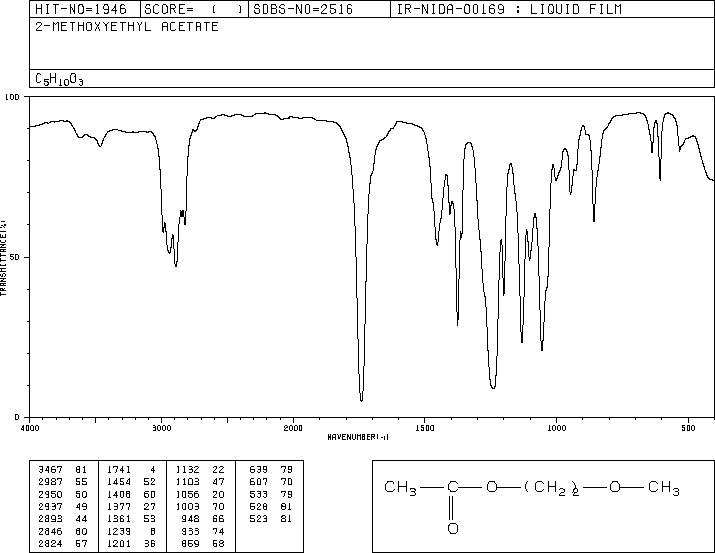 HIT-NO=1946 SCORE= ( ) SDBS-NO=2516 IR-NIDA-00169 : LIQUID FILM
2-METHOXYETHYL ACETATE
C5H10O3
100
50
0
TRANSMITTANCE(%)
4000 3000 2000 1500 1000 500
WAVENUMBER(-1)
3467 81 1741 4 1132 22 639 79
2987 55 1454 52 1103 47 607 70
2950 50 1408 60 1056 20 533 79
2937 49 1377 27 1003 70 528 81
2893 44 1361 53 948 66 523 81
2846 60 1239 8 933 74
2824 57 1201 36 859 58
CH3 — C — O — (CH2)2 — O — CH3
O